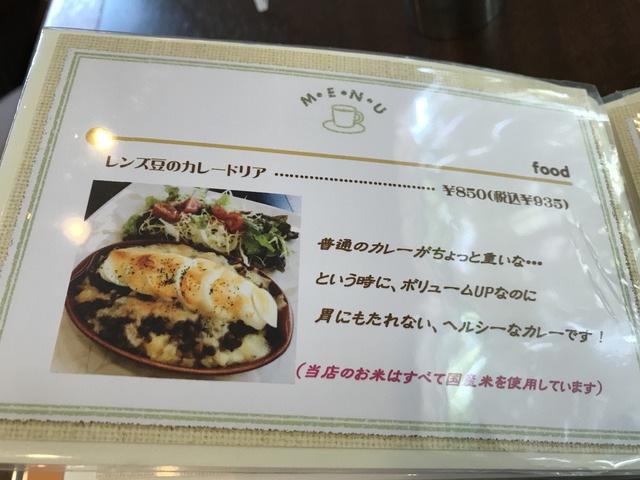 M・E・N・U
food
レンズ豆のカレードリア ................................ ¥850(税込¥935)
普通のカレーがちょっと重いな…
という時に、ボリュームUPなのに
胃にもたれない、ヘルシーなカレーです！
(当店のお米はすべて国産米を使用しています)